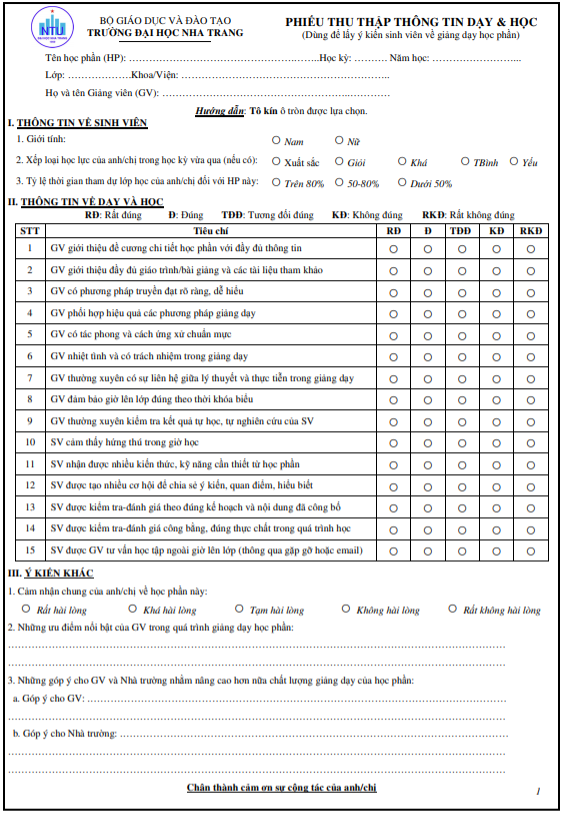 BỘ GIÁO DỤC VÀ ĐÀO TẠO
TRƯỜNG ĐẠI HỌC NHA TRANG
NTU
PHIẾU THU THẬP THÔNG TIN DẠY & HỌC
(Dùng để lấy ý kiến sinh viên về giảng dạy học phần)
Tên học phần (HP): ……………………………………..……..Học kỳ: ………. Năm học: ……………………..
Lớp: ……………….Khoa/Viện: ……………………………………………………..
Họ và tên Giảng viên (GV): ……………………………………………………………
Hướng dẫn: Tô kín ô tròn được lựa chọn.
I. THÔNG TIN VỀ SINH VIÊN
1. Giới tính: O Nam O Nữ
2. Xếp loại học lực của anh/chị trong học kỳ vừa qua (nếu có): O Xuất sắc O Giỏi O Khá O TBình O Yếu
3. Tỷ lệ thời gian tham dự lớp học của anh/chị đối với HP này: O Trên 80% O 50-80% O Dưới 50%
II. THÔNG TIN VỀ DẠY VÀ HỌC
RĐ: Rất đúng Đ: Đúng TĐĐ: Tương đối đúng KĐ: Không đúng RKĐ: Rất không đúng
STT Tiêu chí RĐ Đ TĐĐ KĐ RKĐ
1 GV giới thiệu đề cương chi tiết học phần với đầy đủ thông tin O O O O O
2 GV giới thiệu đầy đủ giáo trình/bài giảng và các tài liệu tham khảo O O O O O
3 GV có phương pháp truyền đạt rõ ràng, dễ hiểu O O O O O
4 GV phối hợp hiệu quả các phương pháp giảng dạy O O O O O
5 GV có tác phong và cách ứng xử chuẩn mực O O O O O
6 GV nhiệt tình và có trách nhiệm trong giảng dạy O O O O O
7 GV thường xuyên có sự liên hệ giữa lý thuyết và thực tiễn trong giảng dạy O O O O O
8 GV đảm bảo giờ lên lớp đúng theo thời khóa biểu O O O O O
9 GV thường xuyên kiểm tra kết quả tự học, tự nghiên cứu của SV O O O O O
10 SV cảm thấy hứng thú trong giờ học O O O O O
11 SV nhận được nhiều kiến thức, kỹ năng cần thiết từ học phần O O O O O
12 SV được tạo nhiều cơ hội để chia sẻ ý kiến, quan điểm, hiểu biết O O O O O
13 SV được kiểm tra-đánh giá theo đúng kế hoạch và nội dung đã công bố O O O O O
14 SV được kiểm tra-đánh giá công bằng, đúng thực chất trong quá trình học O O O O O
15 SV được GV tư vấn học tập ngoài giờ lên lớp (thông qua gặp gỡ hoặc email) O O O O O
III. Ý KIẾN KHÁC
1. Cảm nhận chung của anh/chị về học phần này:
O Rất hài lòng O Khá hài lòng O Tạm hài lòng O Không hài lòng O Rất không hài lòng
2. Những ưu điểm nổi bật của GV trong quá trình giảng dạy học phần:
……………………………………………………………………………………………
……………………………………………………………………………………………
3. Những góp ý cho GV và Nhà trường nhằm nâng cao hơn nữa chất lượng giảng dạy của học phần:
a. Góp ý cho GV: ……………………………………………………………………………
……………………………………………………………………………………………
b. Góp ý cho Nhà trường: ……………………………………………………………………
……………………………………………………………………………………………
……………………………………………………………………………………………
Chân thành cảm ơn sự cộng tác của anh/chị
1